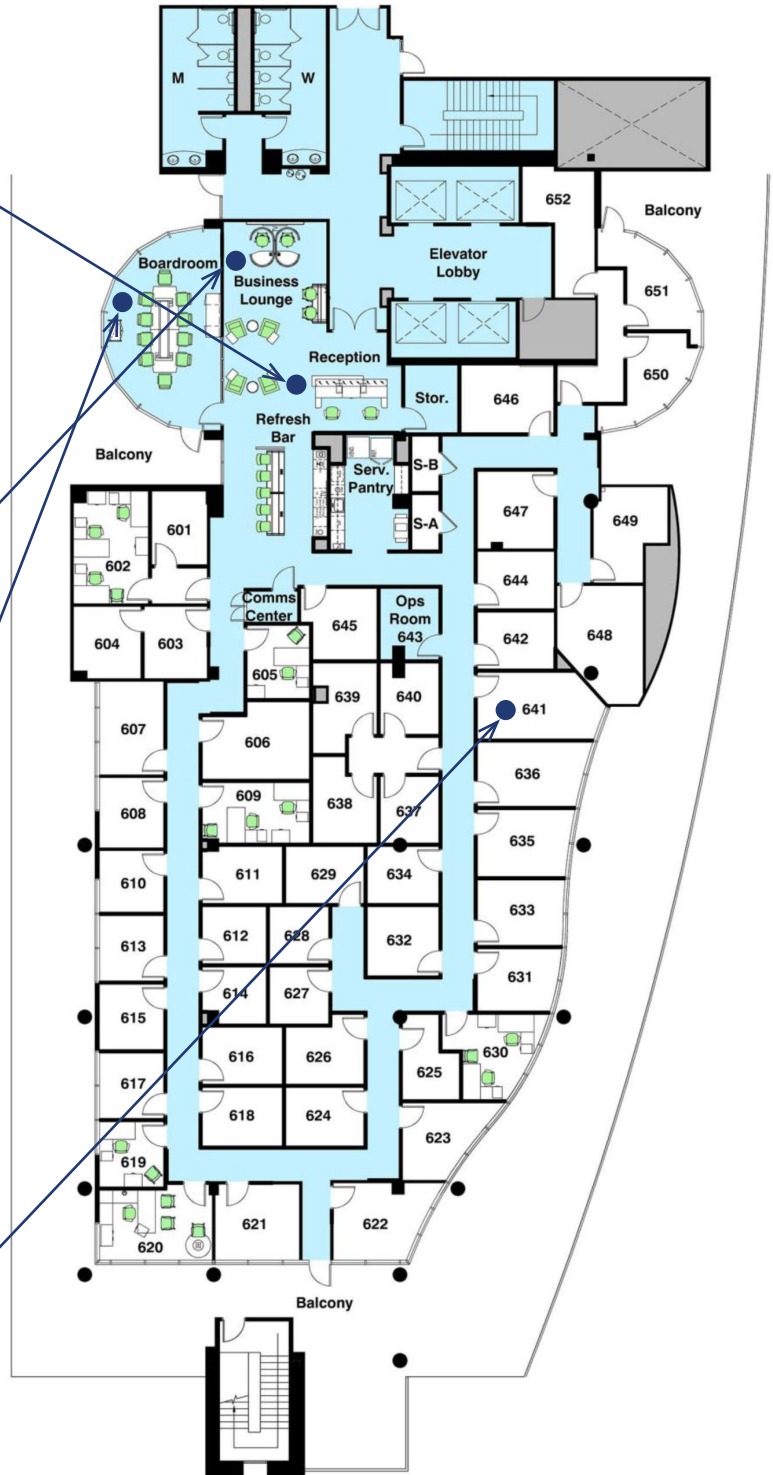 M
W
652
Balcony
Boardroom
Elevator
Lobby
Business
Lounge
651
Reception
650
Stor.
646
Refresh
Bar
Balcony
Serv.
Pantry
S-B
S-A
647
649
601
602
644
Comms
Center
645
Ops
Room
643
642
648
604
603
605
639
640
641
607
606
636
609
608
638
637
635
611
629
634
610
633
612
628
632
613
631
614
627
615
616
626
630
625
617
618
624
623
619
621
622
620
Balcony